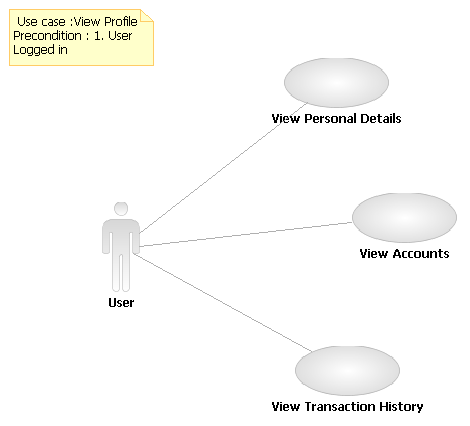 Use case :View Profile
Precondition : 1. User
Logged in
View Personal Details
View Accounts
User
View Transaction History